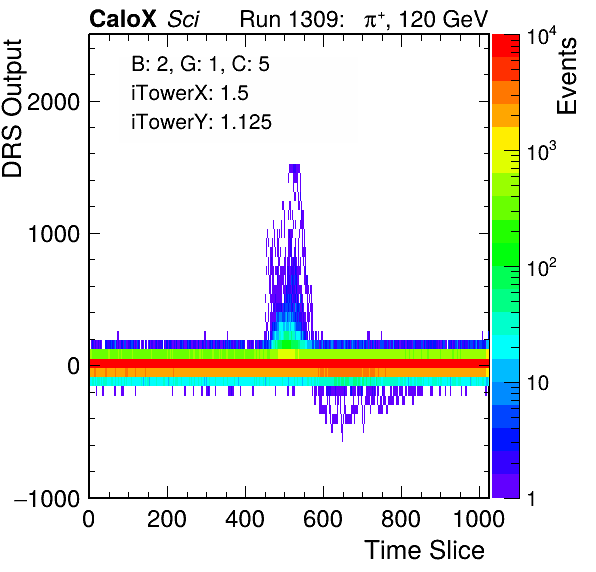 CaloX Sci Run 1309: π⁺, 120 GeV
B: 2, G: 1, C: 5
iTowerX: 1.5
iTowerY: 1.125
DRS Output
2000
1000
0
−1000
0 200 400 600 800 1000
Time Slice
Events
10⁴
10³
10²
10
1